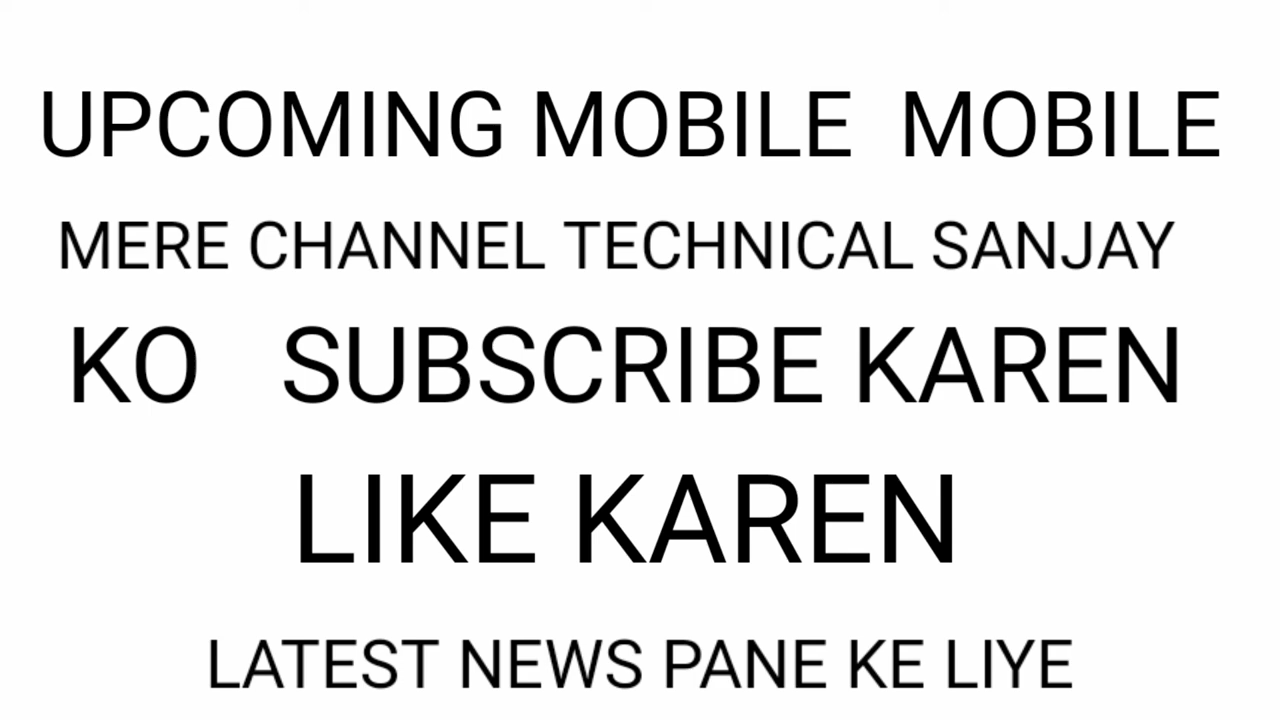 UPCOMING MOBILE MOBILE
MERE CHANNEL TECHNICAL SANJAY
KO SUBSCRIBE KAREN
LIKE KAREN
LATEST NEWS PANE KE LIYE